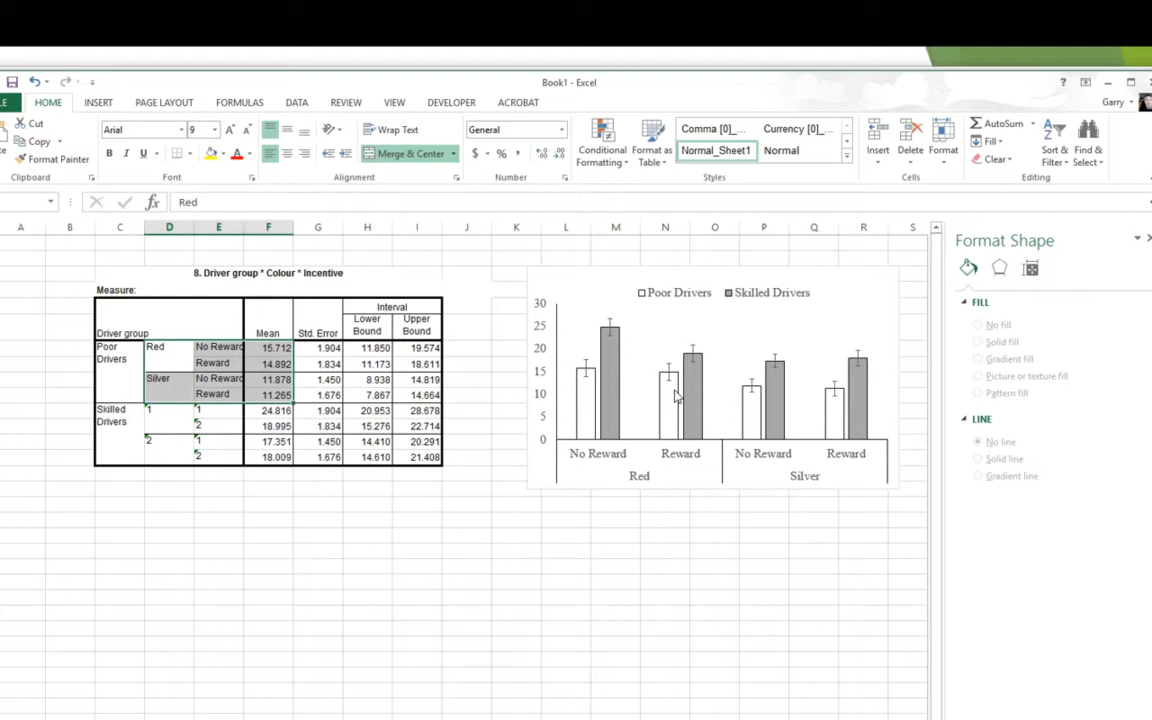 Book1 - Excel
HOME INSERT PAGE LAYOUT FORMULAS DATA REVIEW VIEW DEVELOPER ACROBAT Garry
Cut
Copy
Format Painter
Clipboard
Arial 9
B I U A
Font
Wrap Text
Merge & Center
Alignment
General
$ % ,
Number
Conditional Formatting
Format as Table
Comma [0]_... Currency [0]_...
Normal_Sheet1 Normal
Styles
Insert Delete Format
Cells
AutoSum
Fill
Clear
Sort & Filter
Find & Select
Editing
fx Red
A B C D E F G H I J K L M N O P Q R S
8. Driver group * Colour * Incentive
Measure:
Interval
Driver group Mean Std. Error Lower Bound Upper Bound
Poor Drivers Red No Reward 15.712 1.904 11.850 19.574
Reward 14.892 1.834 11.173 18.611
Silver No Reward 11.878 1.450 8.938 14.819
Reward 11.265 1.676 7.867 14.664
Skilled Drivers 1 1 24.816 1.904 20.953 28.678
2 18.995 1.834 15.276 22.714
2 1 17.351 1.450 14.410 20.291
2 18.009 1.676 14.610 21.408
Poor Drivers Skilled Drivers
30
25
20
15
10
5
0
No Reward Reward No Reward Reward
Red Silver
Format Shape
FILL
No fill
Solid fill
Gradient fill
Picture or texture fill
Pattern fill
LINE
No line
Solid line
Gradient line